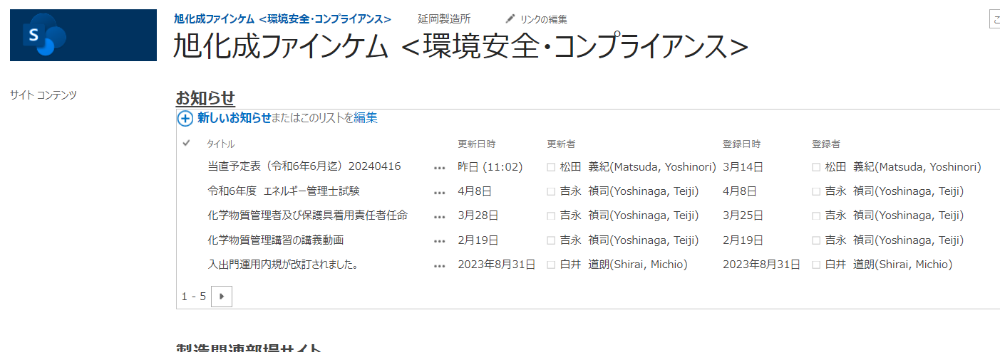 旭化成ファインケム <環境安全・コンプライアンス> 延岡製造所 リンクの編集
旭化成ファインケム <環境安全・コンプライアンス>
サイト コンテンツ
お知らせ
新しいお知らせまたはこのリストを編集
タイトル 更新日時 更新者 登録日時 登録者
当直予定表（令和6年6月迄）20240416 ••• 昨日 (11:02) 松田 義紀(Matsuda, Yoshinori) 3月14日 松田 義紀(Matsuda, Yoshinori)
令和6年度 エネルギー管理士試験 ••• 4月8日 吉永 禎司(Yoshinaga, Teiji) 4月8日 吉永 禎司(Yoshinaga, Teiji)
化学物質管理者及び保護具着用責任者任命 ••• 3月28日 吉永 禎司(Yoshinaga, Teiji) 3月25日 吉永 禎司(Yoshinaga, Teiji)
化学物質管理講習の講義動画 ••• 2月19日 吉永 禎司(Yoshinaga, Teiji) 2月19日 吉永 禎司(Yoshinaga, Teiji)
入出門運用内規が改訂されました。 ••• 2023年8月31日 白井 道朗(Shirai, Michio) 2023年8月31日 白井 道朗(Shirai, Michio)
1 - 5
製造関連部場サイト